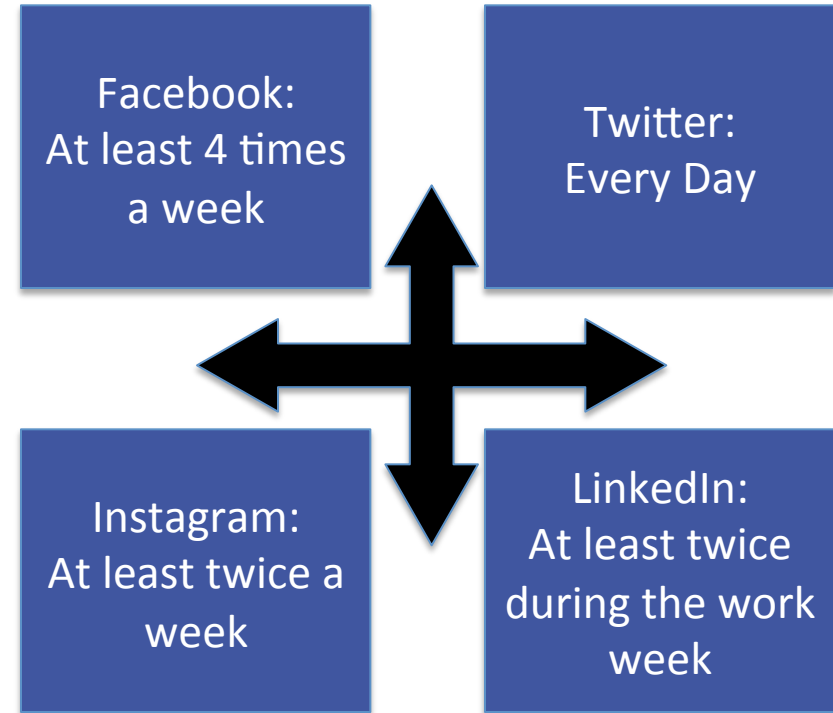 Facebook:
At least 4 times
a week
Twitter:
Every Day
Instagram:
At least twice a
week
LinkedIn:
At least twice
during the work
week